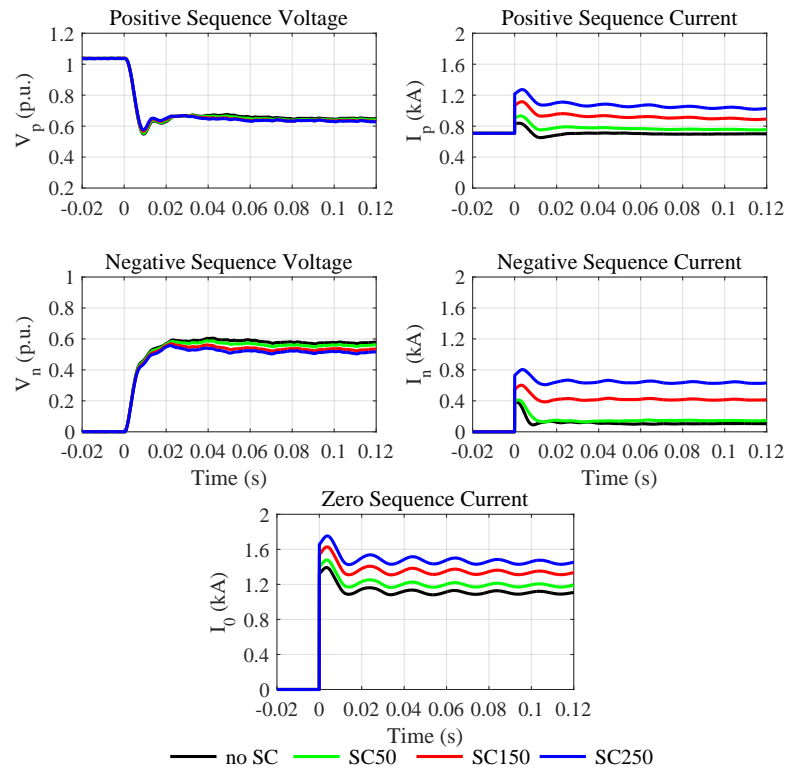 Positive Sequence Voltage
1.2
1
0.8
0.6
0.4
0.2
V_p (p.u.)
-0.02 0 0.02 0.04 0.06 0.08 0.1 0.12
Positive Sequence Current
2
1.6
1.2
0.8
0.4
0
I_p (kA)
-0.02 0 0.02 0.04 0.06 0.08 0.1 0.12
Negative Sequence Voltage
1
0.8
0.6
0.4
0.2
0
V_n (p.u.)
-0.02 0 0.02 0.04 0.06 0.08 0.1 0.12
Time (s)
Negative Sequence Current
2
1.6
1.2
0.8
0.4
0
I_n (kA)
-0.02 0 0.02 0.04 0.06 0.08 0.1 0.12
Time (s)
Zero Sequence Current
2
1.6
1.2
0.8
0.4
0
I_0 (kA)
-0.02 0 0.02 0.04 0.06 0.08 0.1 0.12
Time (s)
no SC SC50 SC150 SC250